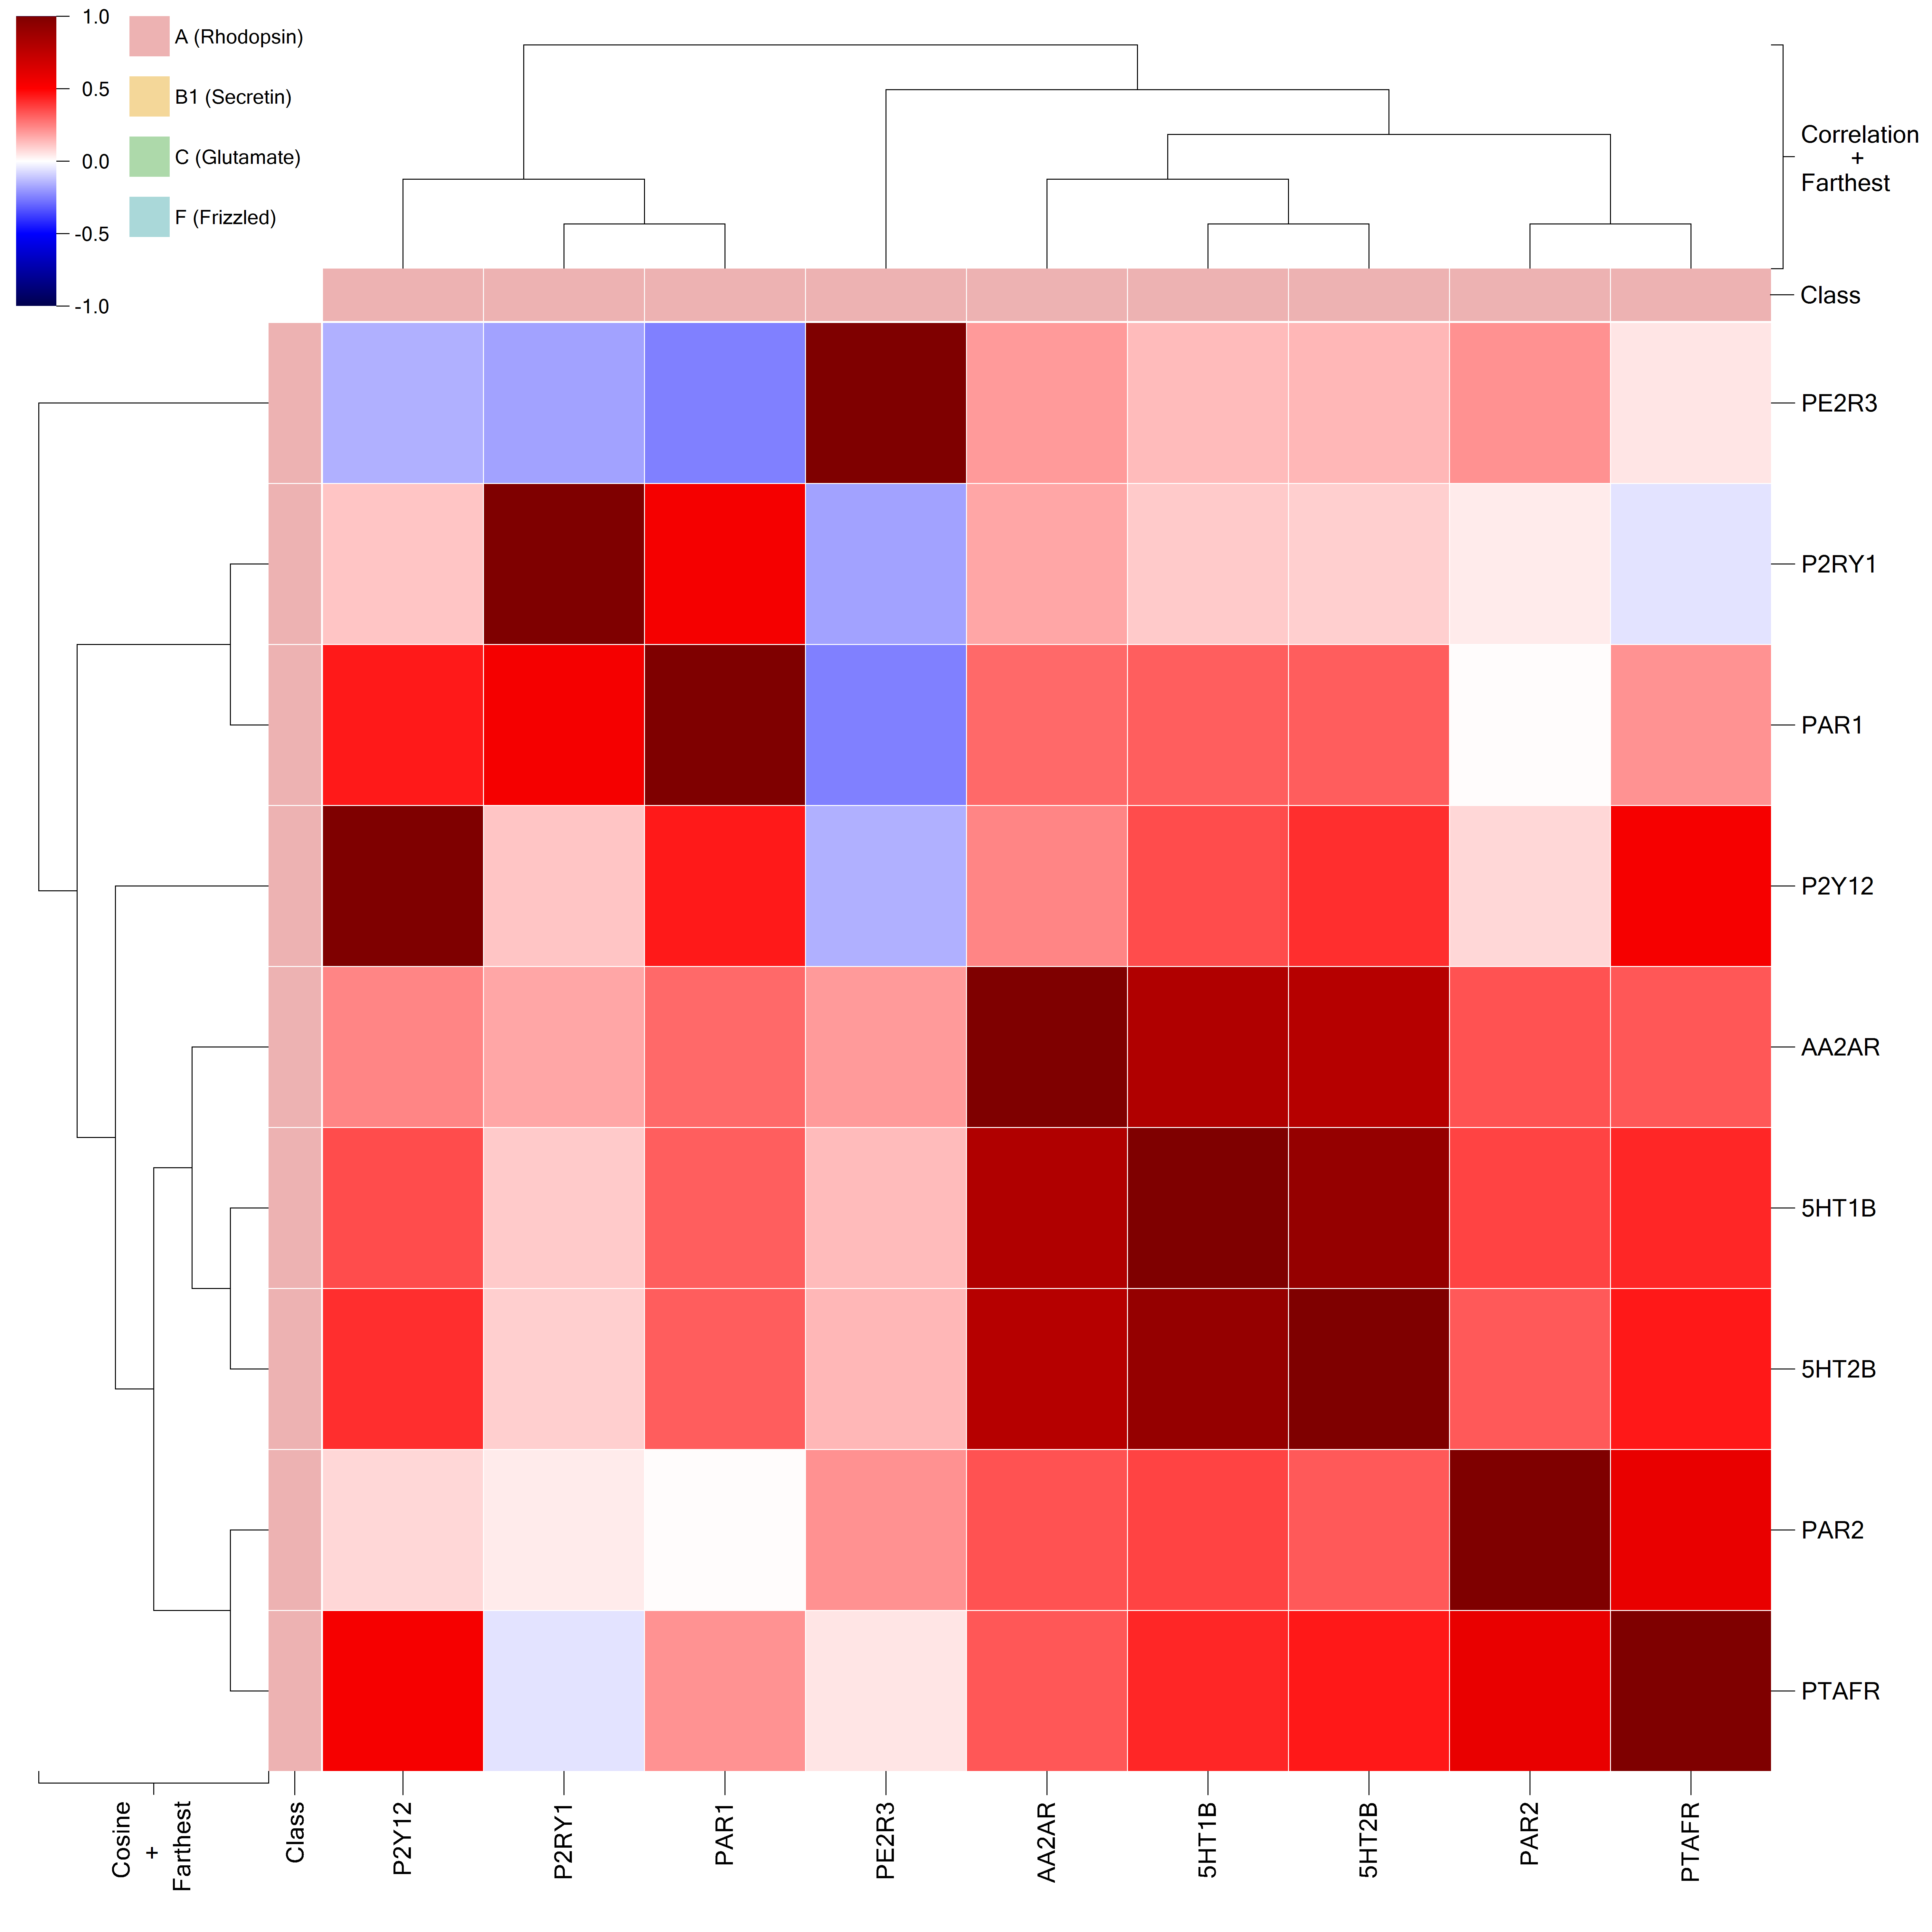 1.0
0.5
0.0
-0.5
-1.0
A (Rhodopsin)
B1 (Secretin)
C (Glutamate)
F (Frizzled)
Correlation
+
Farthest
Class
PE2R3
P2RY1
PAR1
P2Y12
AA2AR
5HT1B
5HT2B
PAR2
PTAFR
Cosine
+
Farthest
Class
P2Y12
P2RY1
PAR1
PE2R3
AA2AR
5HT1B
5HT2B
PAR2
PTAFR